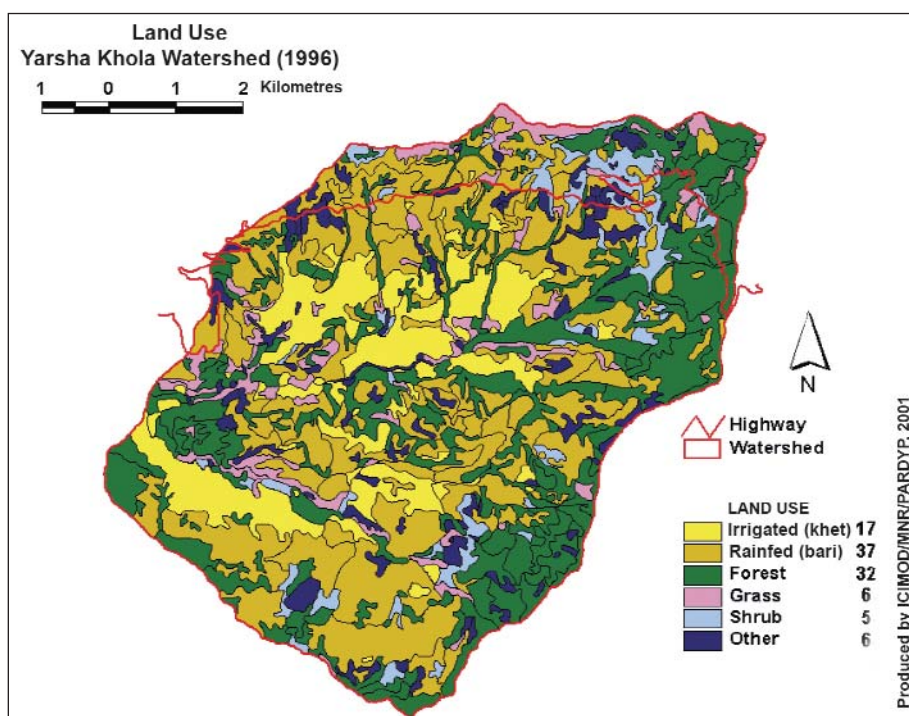 Land Use
Yarsha Khola Watershed (1996)
1 0 1 2 Kilometres
N
Highway
Watershed
LAND USE
Irrigated (khet) 17
Rainfed (bari) 37
Forest 32
Grass 6
Shrub 5
Other 6
Produced by ICIMOD/MNR/PARDYP, 2001